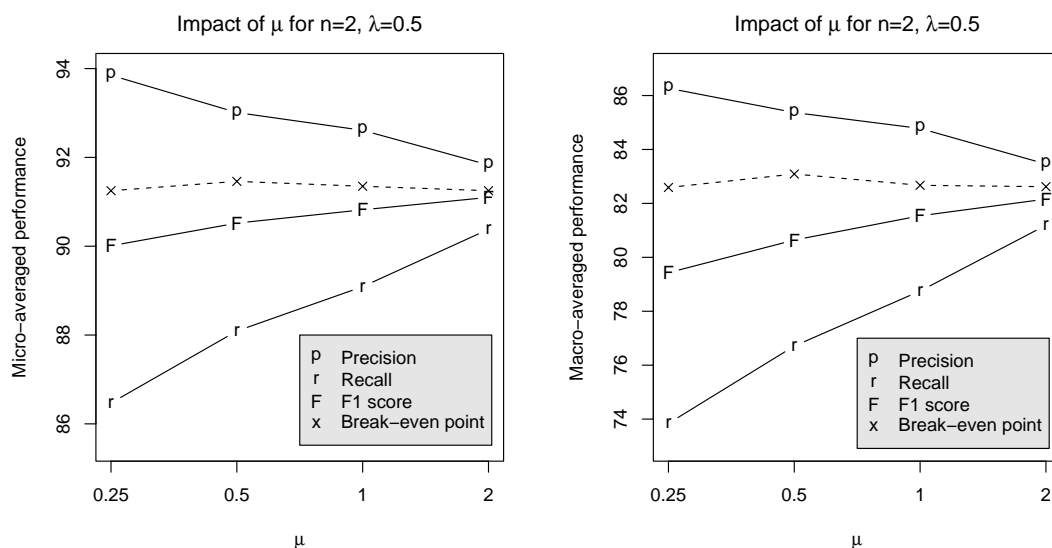 Impact of μ for n=2, λ=0.5
Micro−averaged performance
94
92
90
88
86
p
p
p
p
F
F
F
F
r
r
r
r
p Precision
r Recall
F F1 score
x Break−even point
0.25 0.5 1 2
μ
Impact of μ for n=2, λ=0.5
Macro−averaged performance
86
84
82
80
78
76
74
p
p
p
p
F
F
F
F
r
r
r
r
p Precision
r Recall
F F1 score
x Break−even point
0.25 0.5 1 2
μ